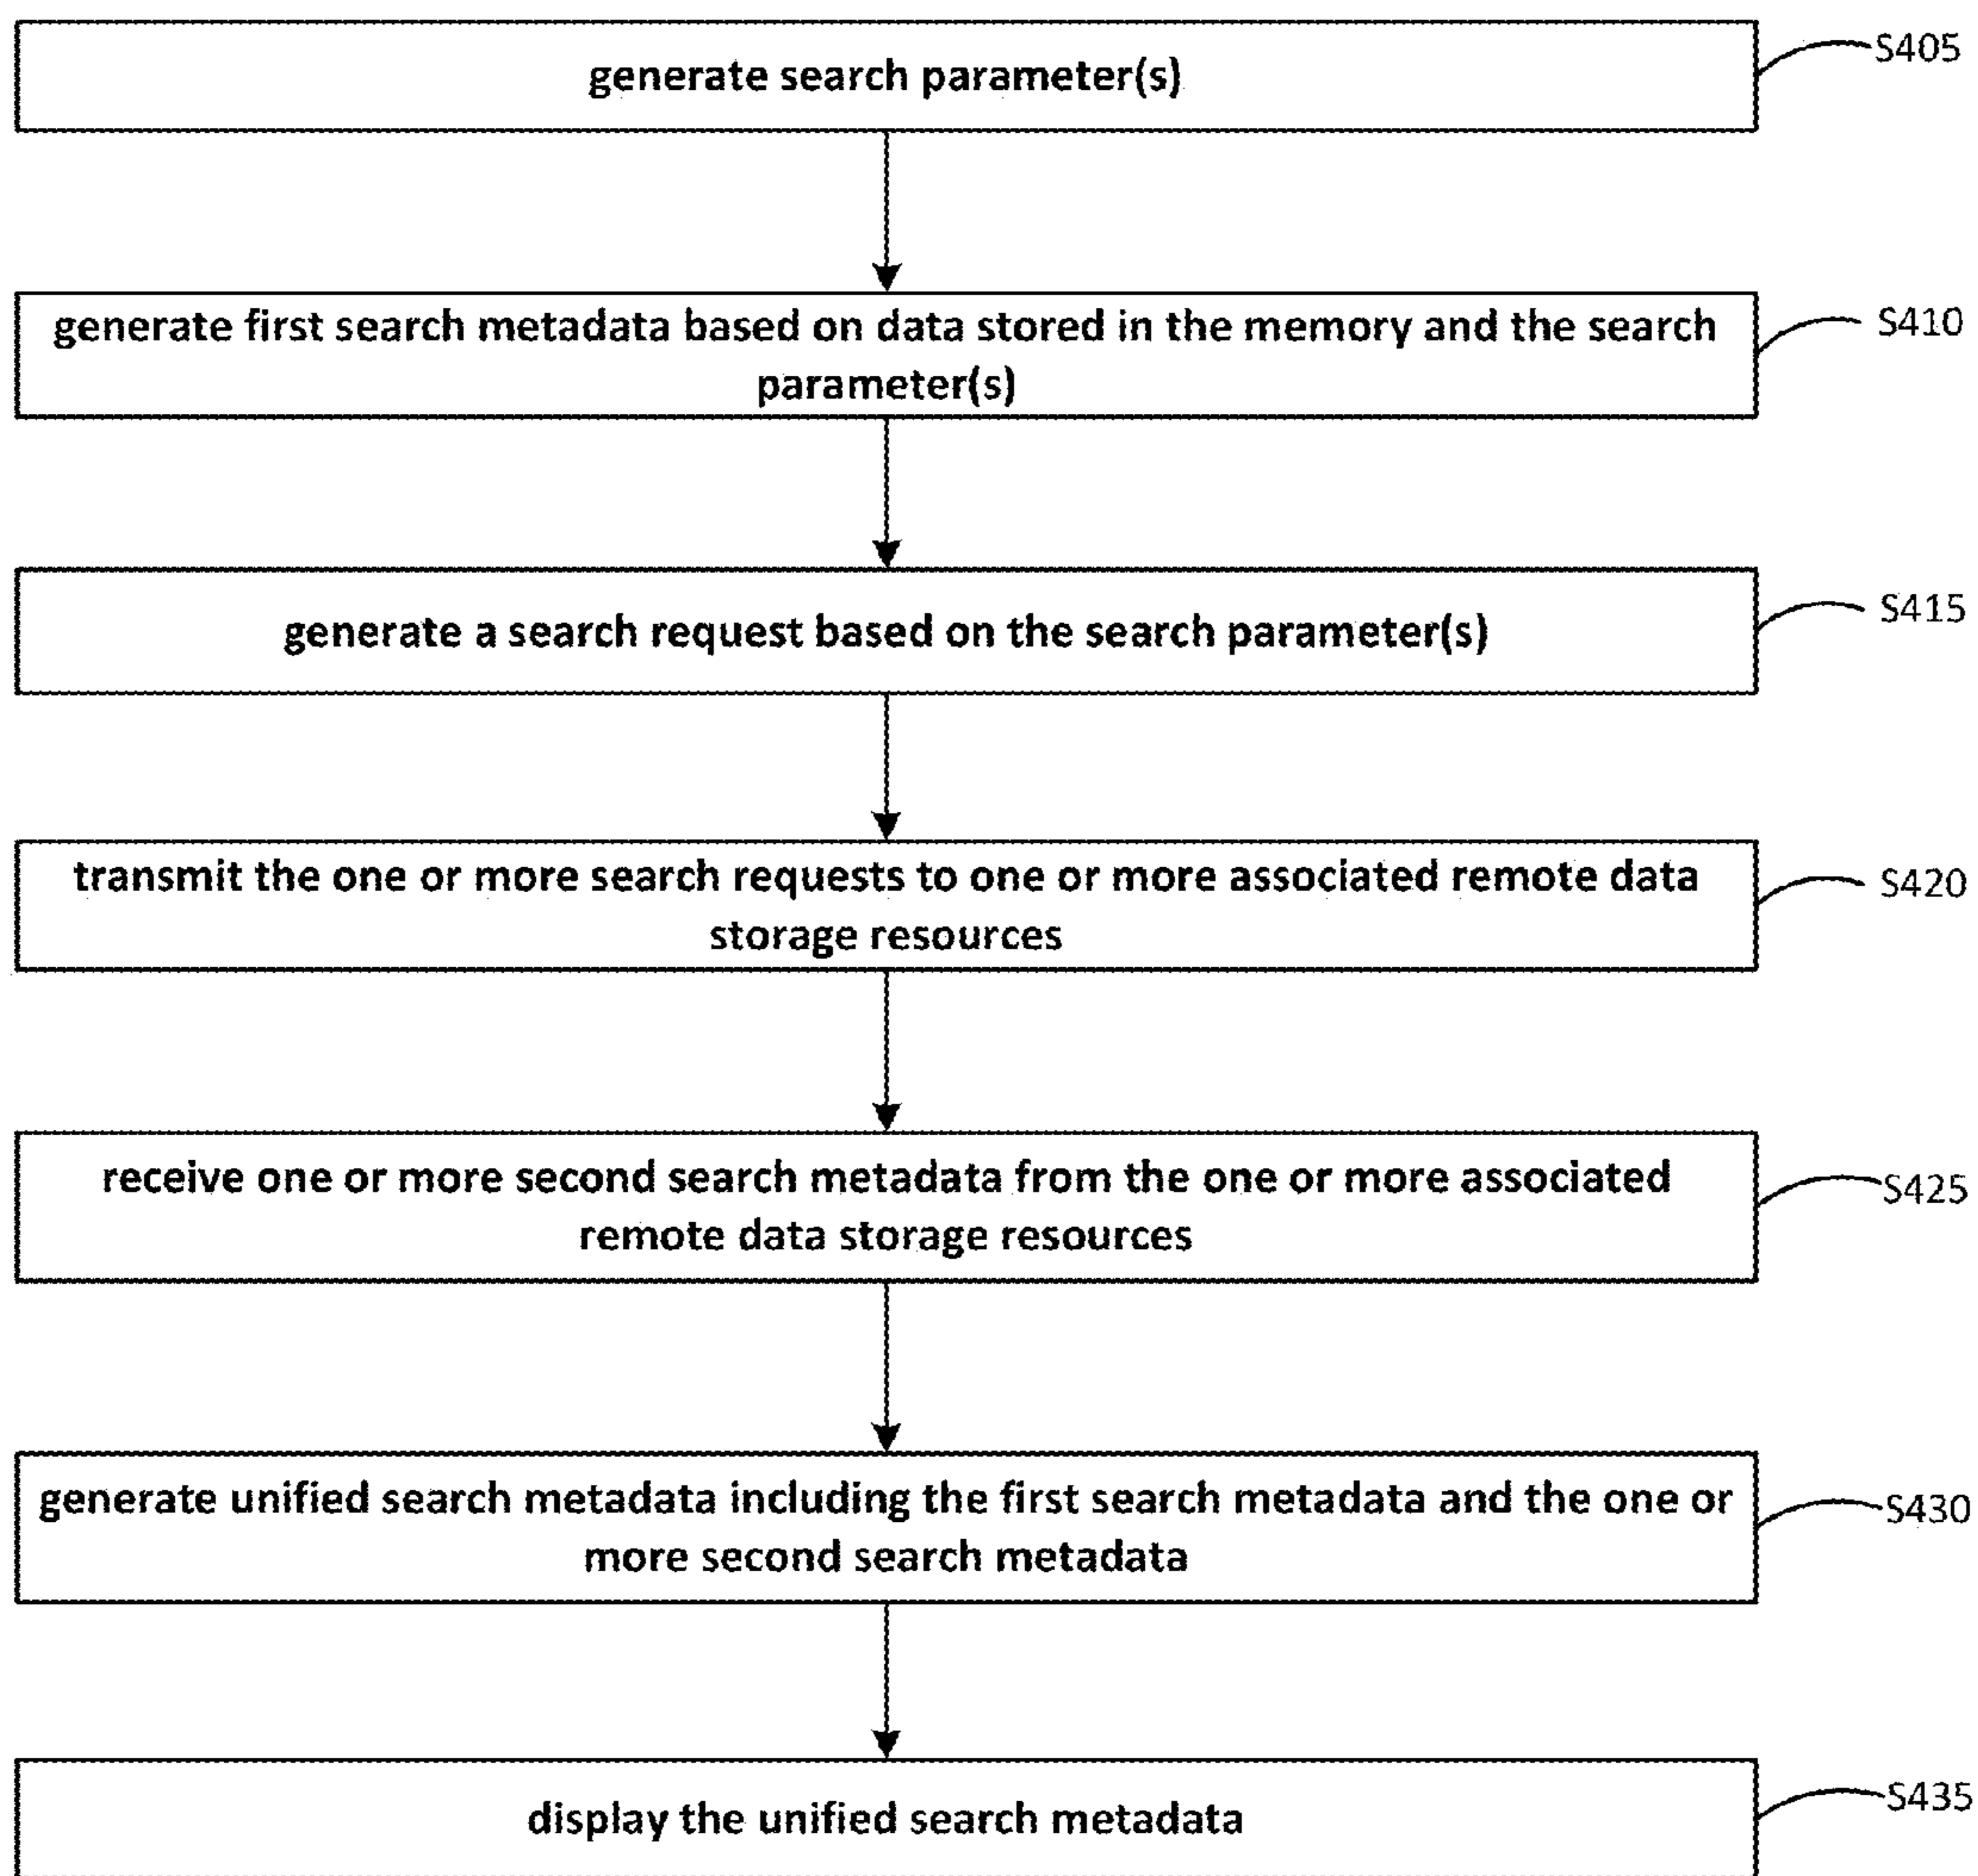 generate search parameter(s)
S405
generate first search metadata based on data stored in the memory and the search
parameter(s)
S410
generate a search request based on the search parameter(s)
S415
transmit the one or more search requests to one or more associated remote data
storage resources
S420
receive one or more second search metadata from the one or more associated
remote data storage resources
S425
generate unified search metadata including the first search metadata and the one or
more second search metadata
S430
display the unified search metadata
S435